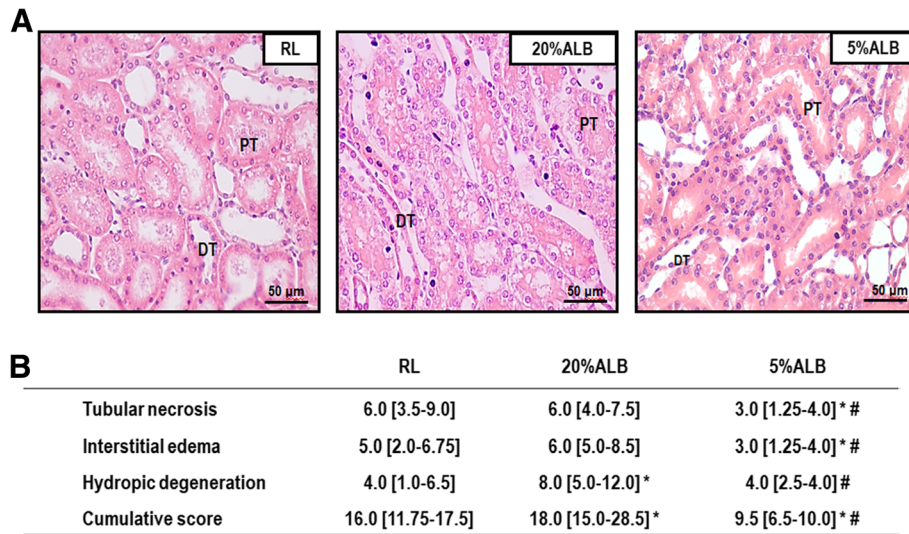 A
RL
20%ALB
5%ALB
PT
PT
PT
DT
DT
DT
50 µm
50 µm
50 µm
B
RL 20%ALB 5%ALB
Tubular necrosis 6.0 [3.5-9.0] 6.0 [4.0-7.5] 3.0 [1.25-4.0] * #
Interstitial edema 5.0 [2.0-6.75] 6.0 [5.0-8.5] 3.0 [1.25-4.0] * #
Hydropic degeneration 4.0 [1.0-6.5] 8.0 [5.0-12.0] * 4.0 [2.5-4.0] #
Cumulative score 16.0 [11.75-17.5] 18.0 [15.0-28.5] * 9.5 [6.5-10.0] * #